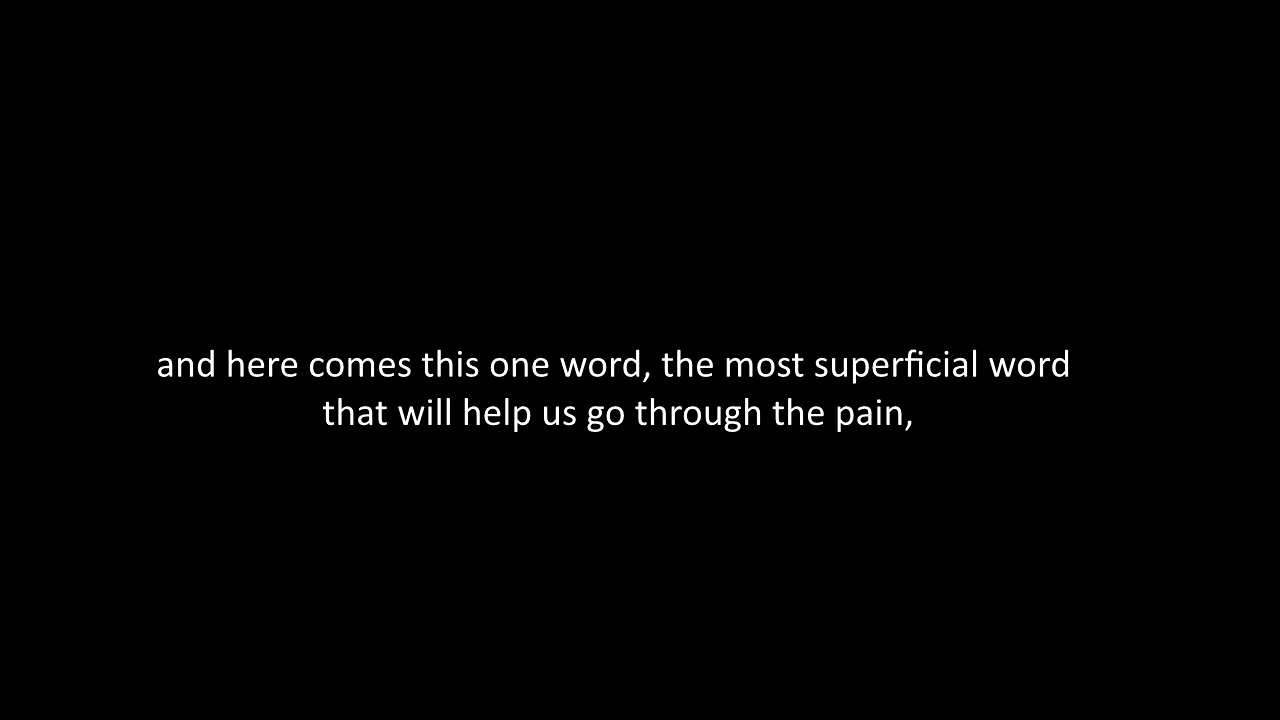 and here comes this one word, the most superficial word
that will help us go through the pain,